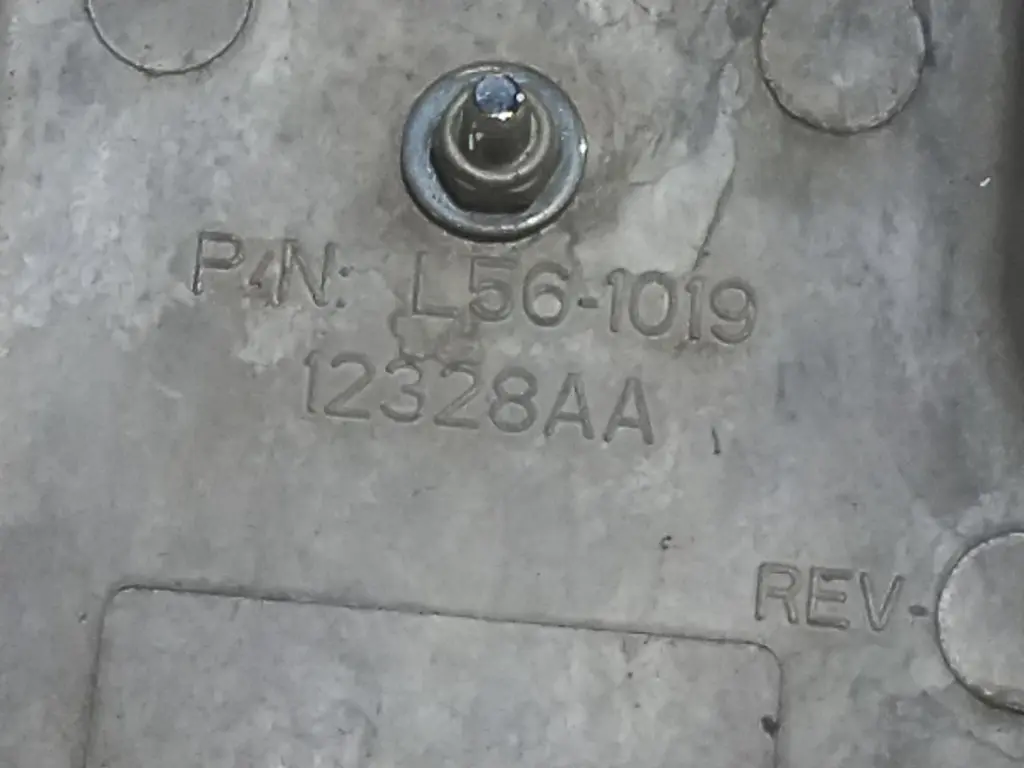 P/N: L56-1019
12328AA
REV-